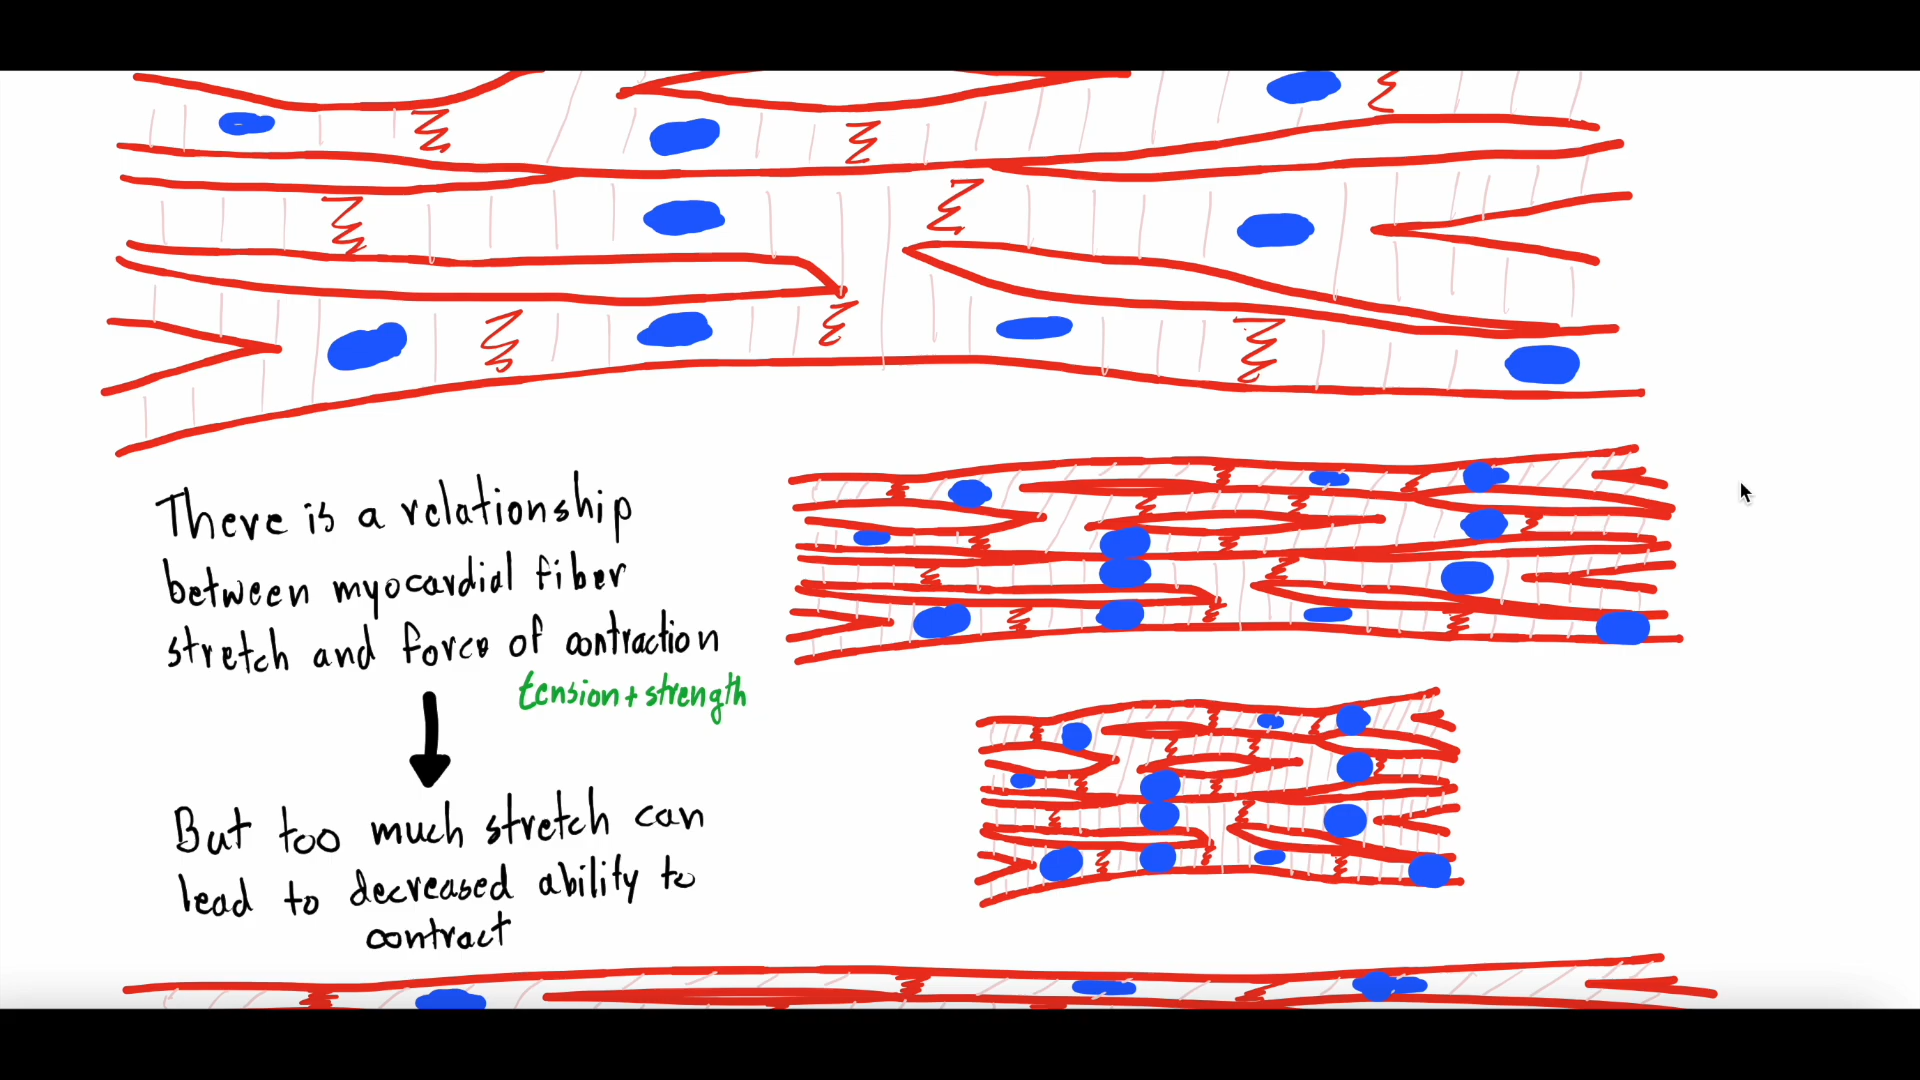 There is a relationship
between myocardial fiber
stretch and force of contraction
tension + strength
But too much stretch can
lead to decreased ability to
contract